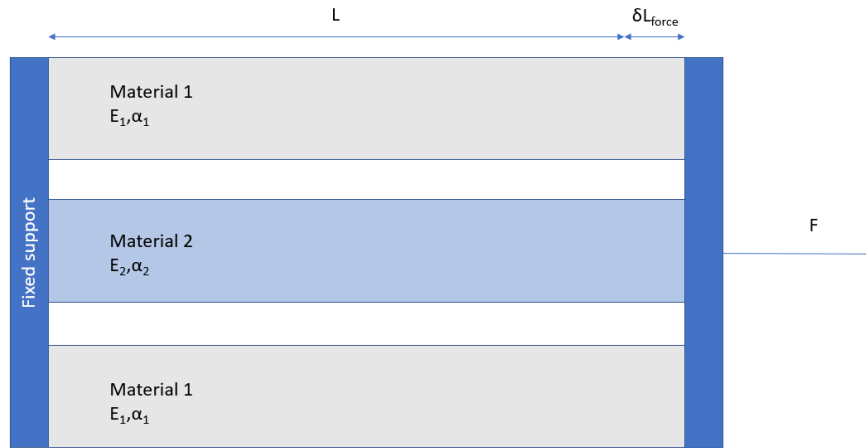 L
δL_force
Material 1
E₁,α₁
Fixed support
Material 2
E₂,α₂
F
Material 1
E₁,α₁